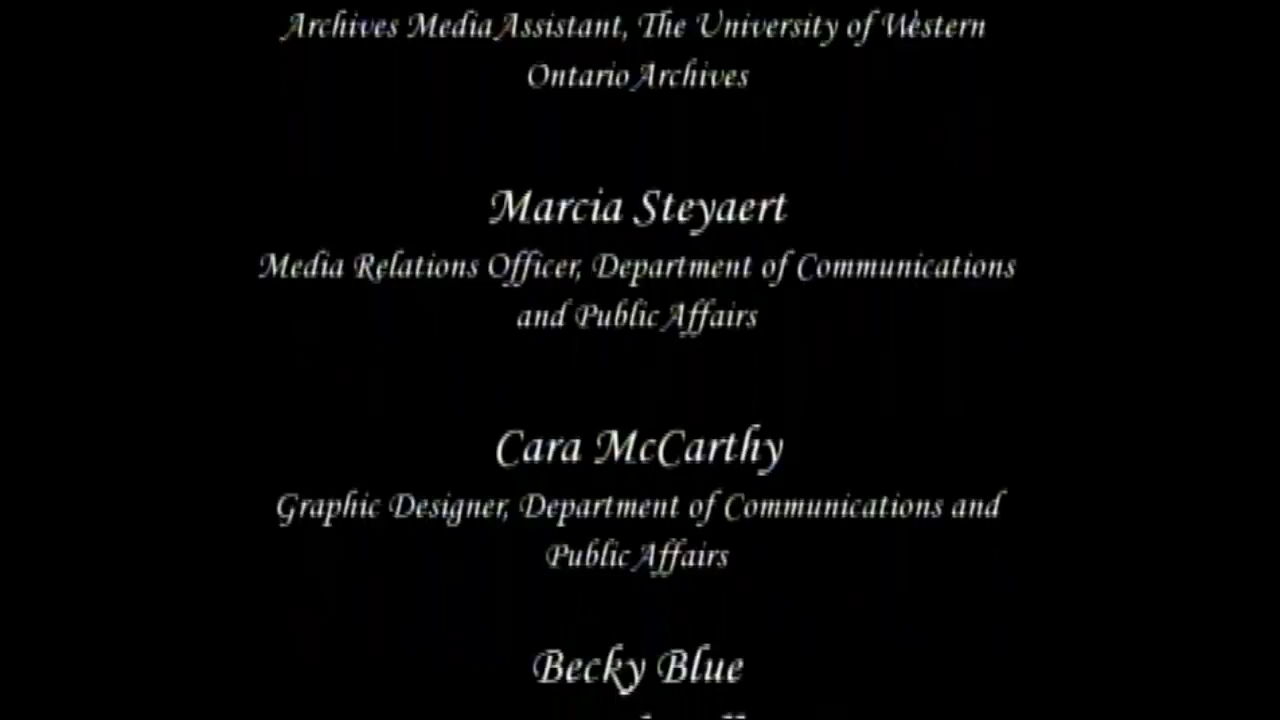 Archives Media Assistant, The University of Western
Ontario Archives
Marcia Steyaert
Media Relations Officer, Department of Communications
and Public Affairs
Cara McCarthy
Graphic Designer, Department of Communications and
Public Affairs
Becky Blue